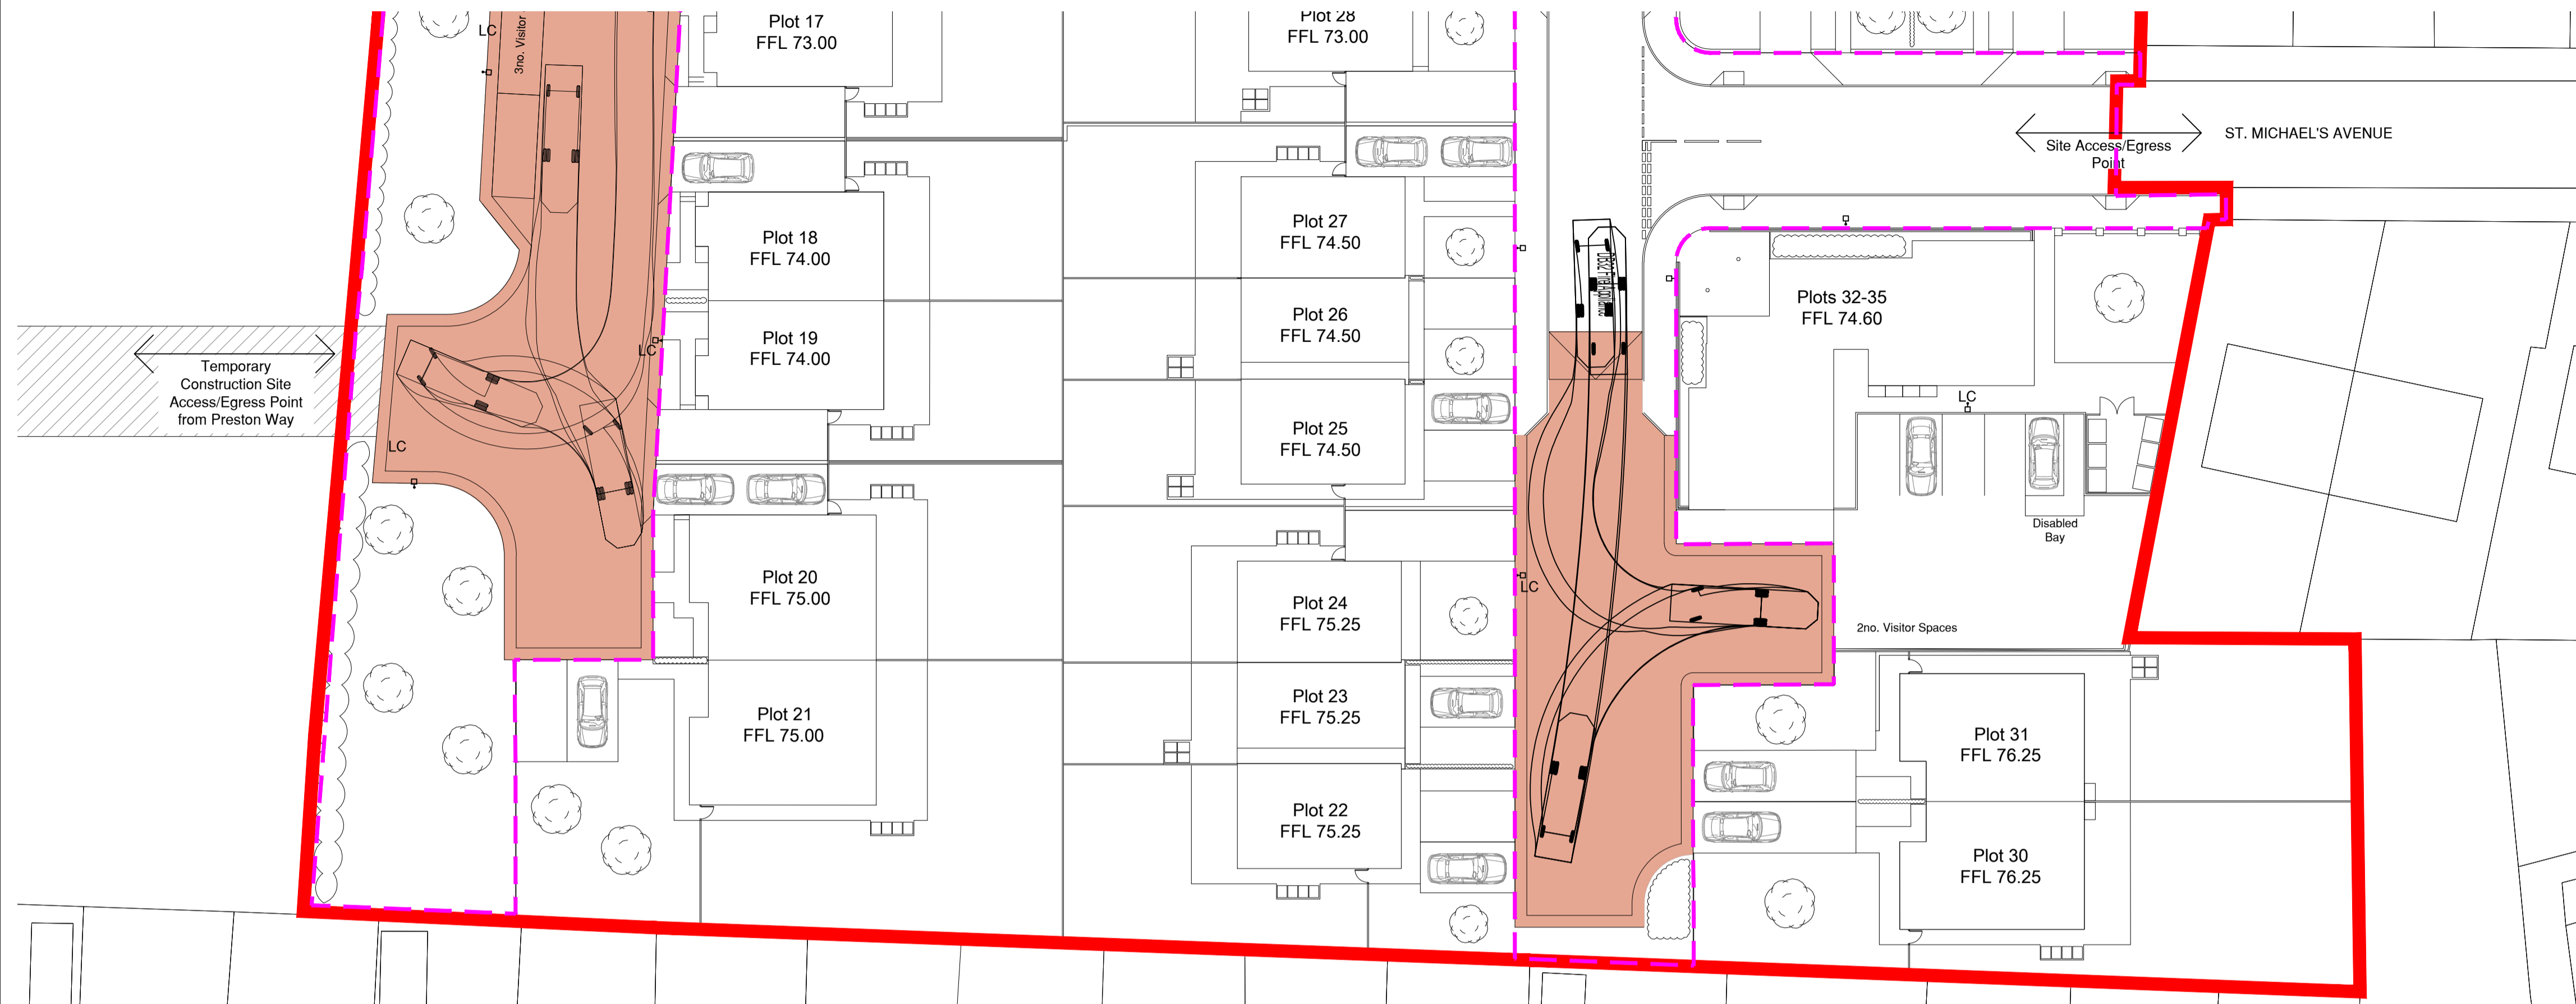 LC
3no. Visitor
Plot 17
FFL 73.00
Plot 28
FFL 73.00
ST. MICHAEL'S AVENUE
Site Access/Egress
Point
Plot 18
FFL 74.00
Plot 27
FFL 74.50
Plots 32-35
FFL 74.60
Plot 19
FFL 74.00
LC
Plot 26
FFL 74.50
Temporary
Construction Site
Access/Egress Point
from Preston Way
LC
LC
Plot 25
FFL 74.50
Disabled
Bay
Plot 20
FFL 75.00
Plot 24
FFL 75.25
LC
2no. Visitor Spaces
Plot 21
FFL 75.00
Plot 23
FFL 75.25
Plot 31
FFL 76.25
Plot 22
FFL 75.25
Plot 30
FFL 76.25